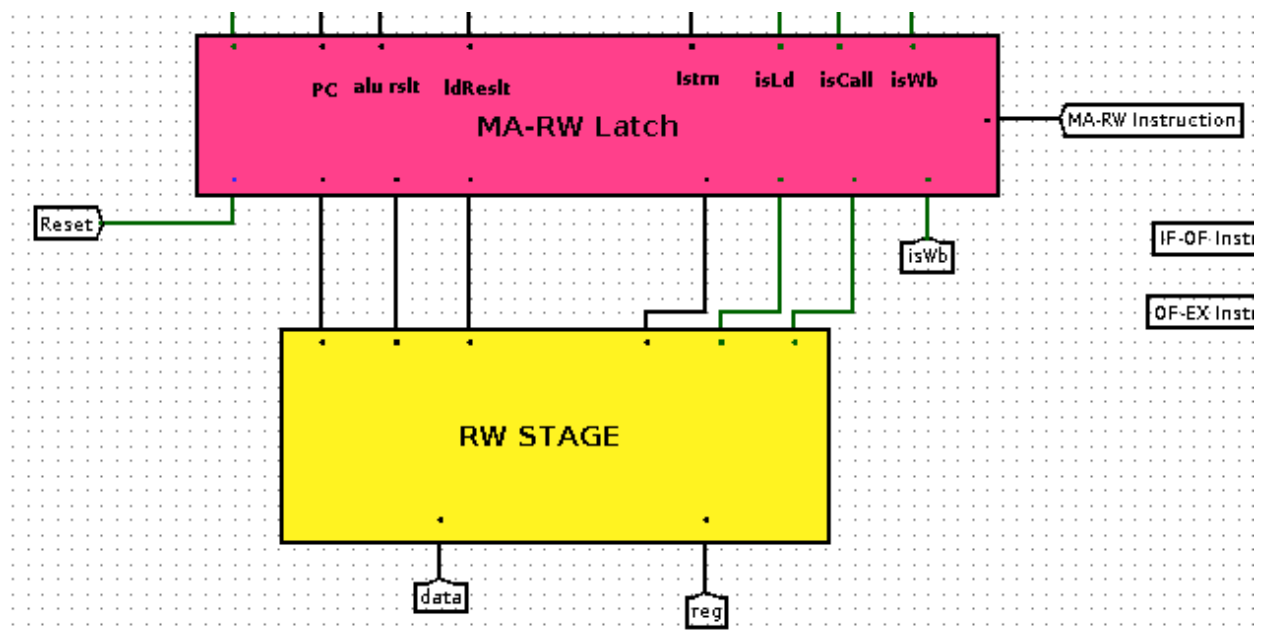 PC alu rslt ldReslt Istrn isLd isCall isWb
MA-RW Latch
MA-RW Instruction
Reset
isWb
IF-OF Instr
OF-EX Instr
RW STAGE
data
reg